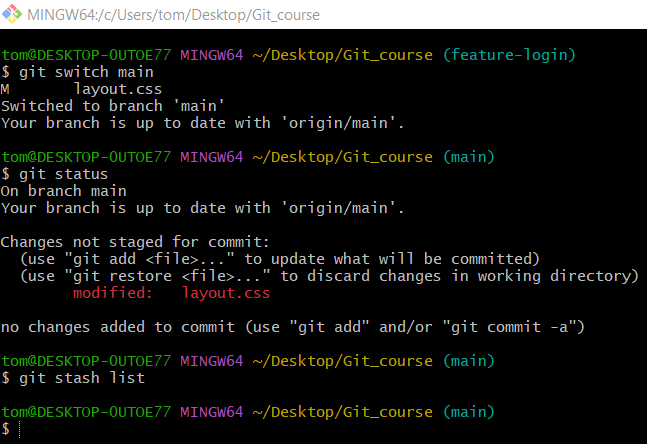 MINGW64:/c/Users/tom/Desktop/Git_course
tom@DESKTOP-OUTOE77 MINGW64 ~/Desktop/Git_course (feature-login)
$ git switch main
M       layout.css
Switched to branch 'main'
Your branch is up to date with 'origin/main'.
tom@DESKTOP-OUTOE77 MINGW64 ~/Desktop/Git_course (main)
$ git status
On branch main
Your branch is up to date with 'origin/main'.
Changes not staged for commit:
  (use "git add <file>..." to update what will be committed)
  (use "git restore <file>..." to discard changes in working directory)
        modified:   layout.css
no changes added to commit (use "git add" and/or "git commit -a")
tom@DESKTOP-OUTOE77 MINGW64 ~/Desktop/Git_course (main)
$ git stash list
tom@DESKTOP-OUTOE77 MINGW64 ~/Desktop/Git_course (main)
$